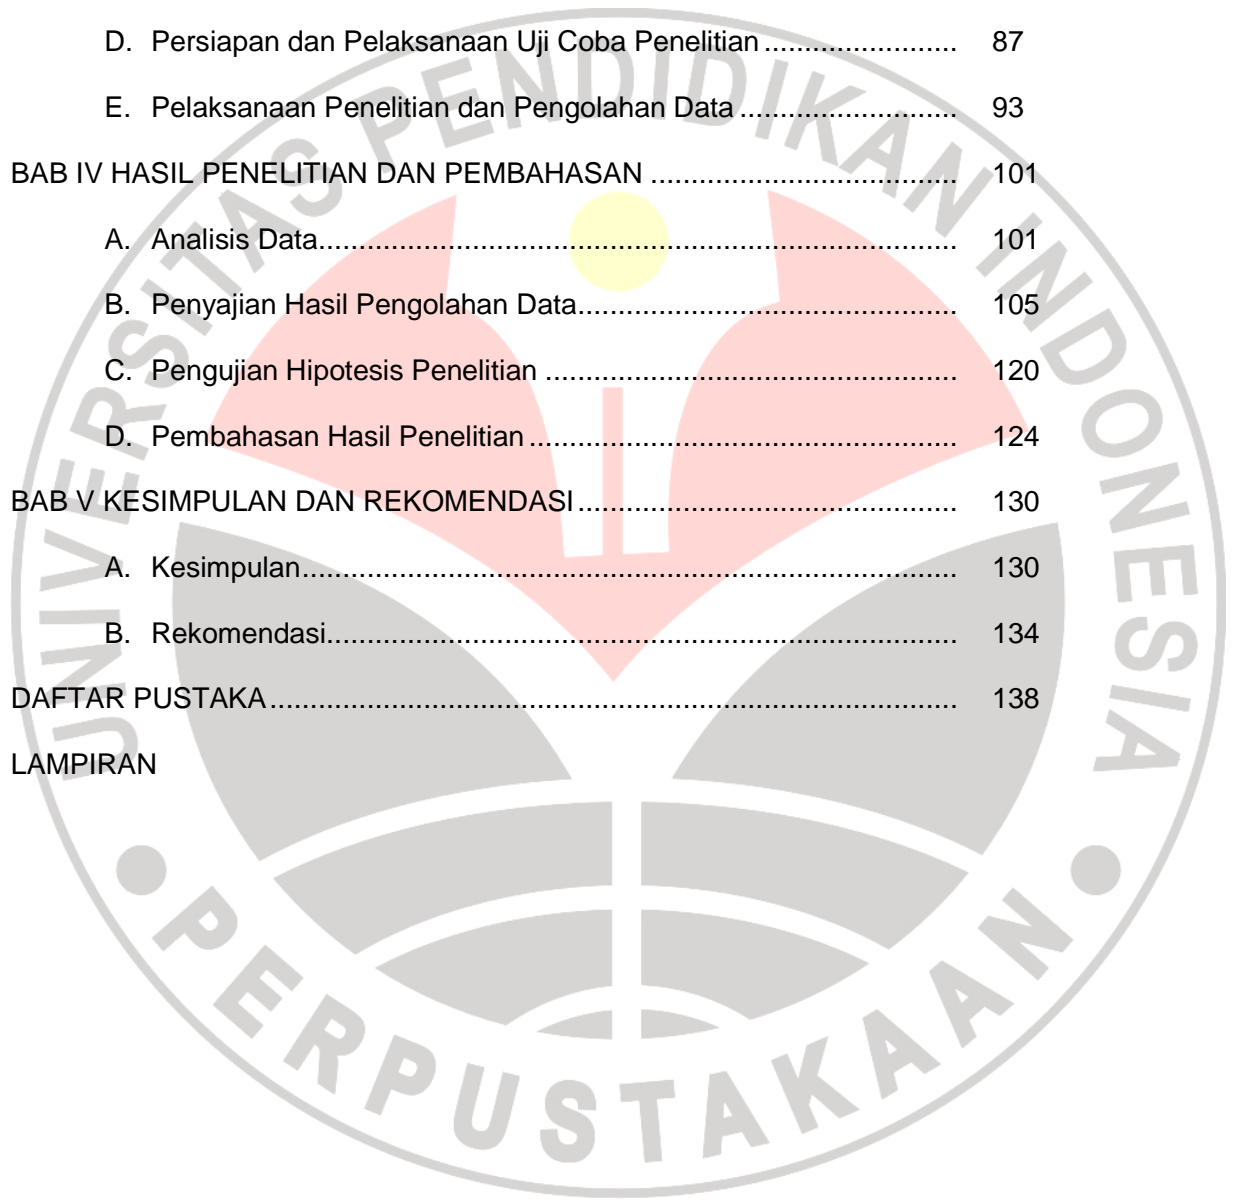 D. Persiapan dan Pelaksanaan Uji Coba Penelitian ........................ 87
E. Pelaksanaan Penelitian dan Pengolahan Data ........................... 93
BAB IV HASIL PENELITIAN DAN PEMBAHASAN ...................................... 101
A. Analisis Data............................................................................... 101
B. Penyajian Hasil Pengolahan Data............................................... 105
C. Pengujian Hipotesis Penelitian ................................................... 120
D. Pembahasan Hasil Penelitian ..................................................... 124
BAB V KESIMPULAN DAN REKOMENDASI ............................................... 130
A. Kesimpulan................................................................................. 130
B. Rekomendasi.............................................................................. 134
DAFTAR PUSTAKA ..................................................................................... 138
LAMPIRAN
UNIVERSITAS PENDIDIKAN INDONESIA
PERPUSTAKAAN